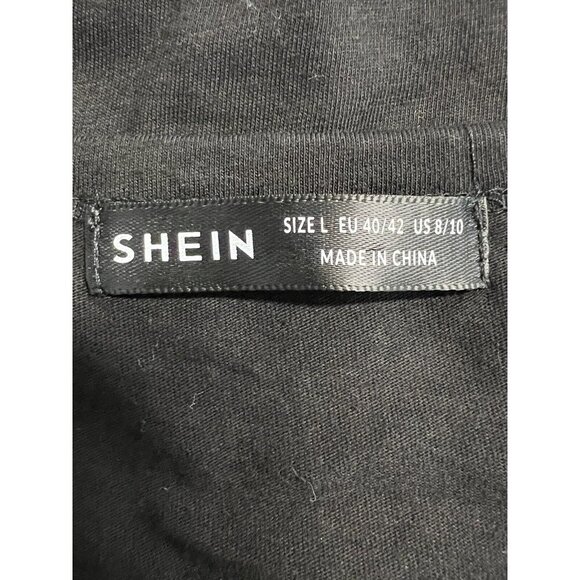 SHEIN
SIZE L EU 40/42 US 8/10
MADE IN CHINA